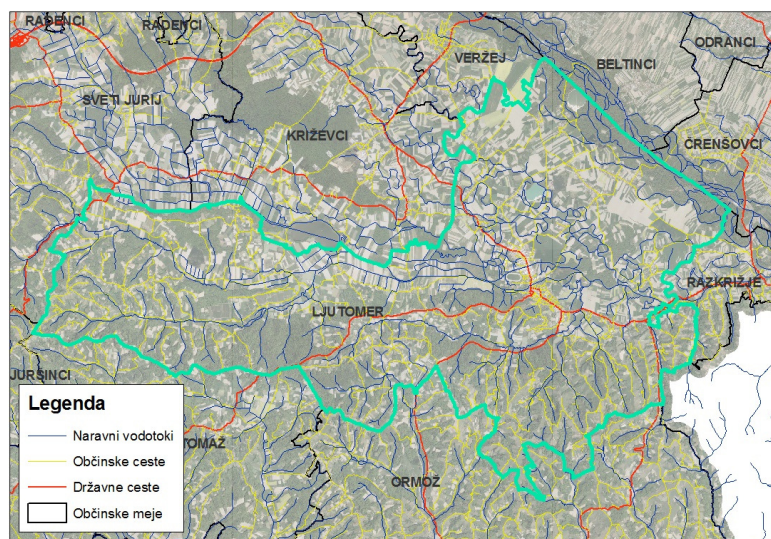 RADENCI
RADENCI
ODRANCI
VERŽEJ
BELTINCI
SVETI JURIJ
KRIŽEVCI
ČRENŠOVCI
RAZKRIŽJE
LJUTOMER
JURŠINCI
TOMAŽ
ORMOŽ
Legenda
Naravni vodotoki
Občinske ceste
Državne ceste
Občinske meje